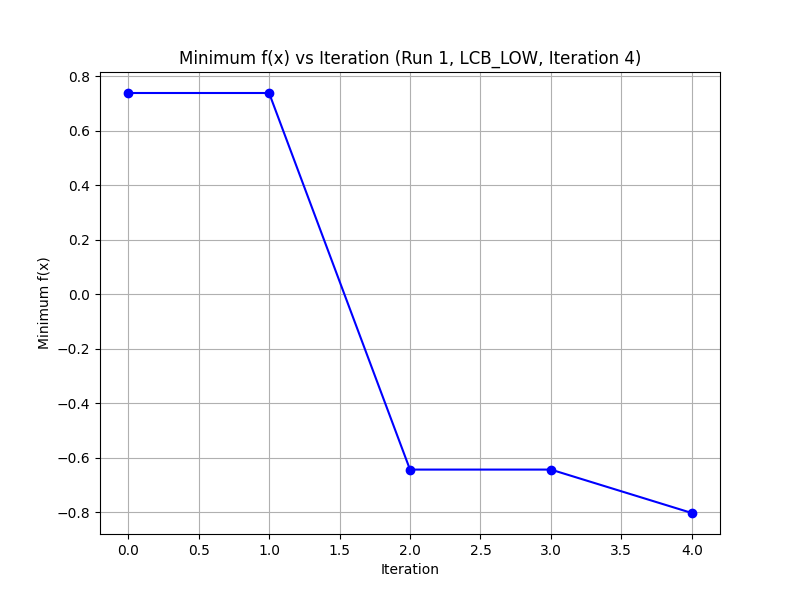 Minimum f(x) vs Iteration (Run 1, LCB_LOW, Iteration 4)
Minimum f(x)
0.8
0.6
0.4
0.2
0.0
−0.2
−0.4
−0.6
−0.8
0.0 0.5 1.0 1.5 2.0 2.5 3.0 3.5 4.0
Iteration